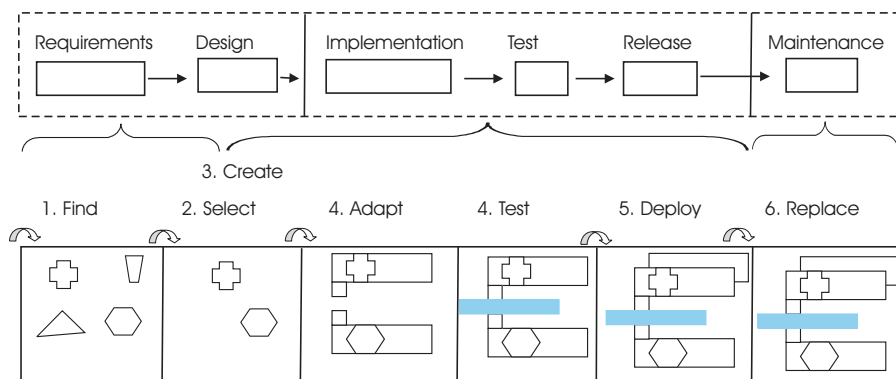 Requirements
Design
Implementation
Test
Release
Maintenance
3. Create
1. Find
2. Select
4. Adapt
4. Test
5. Deploy
6. Replace